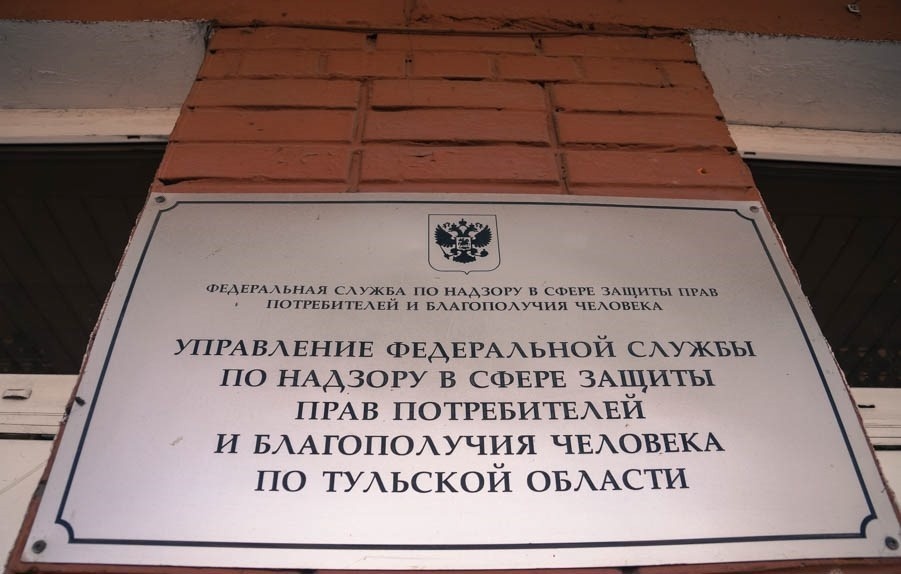 ФЕДЕРАЛЬНАЯ СЛУЖБА ПО НАДЗОРУ В СФЕРЕ ЗАЩИТЫ ПРАВ
ПОТРЕБИТЕЛЕЙ И БЛАГОПОЛУЧИЯ ЧЕЛОВЕКА
УПРАВЛЕНИЕ ФЕДЕРАЛЬНОЙ СЛУЖБЫ
ПО НАДЗОРУ В СФЕРЕ ЗАЩИТЫ
ПРАВ ПОТРЕБИТЕЛЕЙ
И БЛАГОПОЛУЧИЯ ЧЕЛОВЕКА
ПО ТУЛЬСКОЙ ОБЛАСТИ